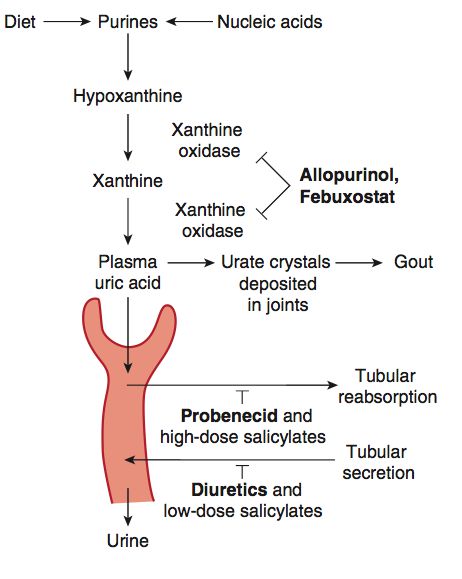 Diet
Purines
Nucleic acids
Hypoxanthine
Xanthine
oxidase
Allopurinol,
Febuxostat
Xanthine
Xanthine
oxidase
Plasma
uric acid
Urate crystals
deposited
in joints
Gout
Tubular
reabsorption
Probenecid and
high-dose salicylates
Tubular
secretion
Diuretics and
low-dose salicylates
Urine